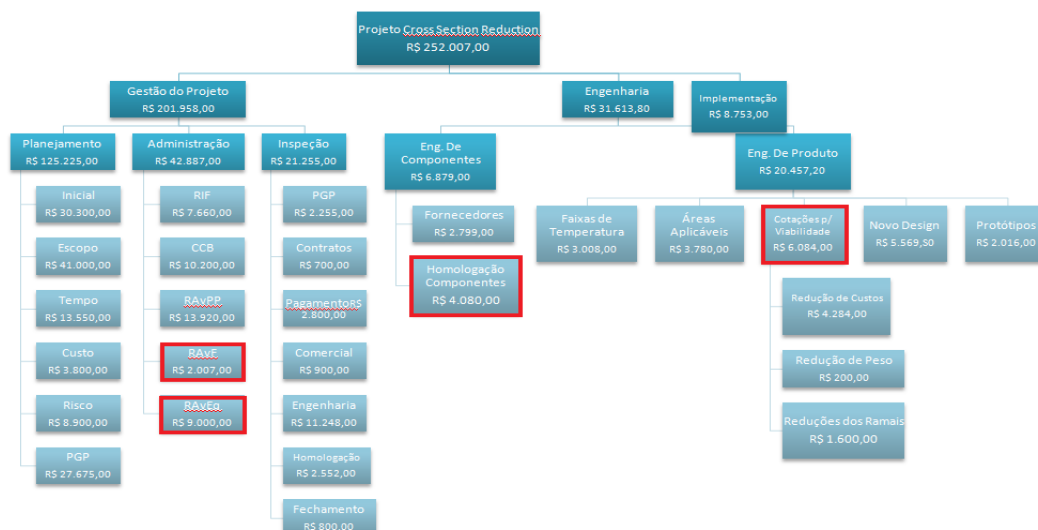 Projeto Cross Section Reduction
R$ 252.007,00
Gestão do Projeto
R$ 201.958,00
Engenharia
R$ 31.613,80
Implementação
R$ 8.753,00
Planejamento
R$ 125.225,00
Administração
R$ 42.887,00
Inspeção
R$ 21.255,00
Eng. De
Componentes
R$ 6.879,00
Eng. De Produto
R$ 20.457,20
Inicial
R$ 30.300,00
Escopo
R$ 41.000,00
Tempo
R$ 13.550,00
Custo
R$ 3.800,00
Risco
R$ 8.900,00
PGP
R$ 27.675,00
RIF
R$ 7.660,00
CCB
R$ 10.200,00
RAvPP
R$ 13.920,00
RAvF
R$ 2.007,00
RAvEq
R$ 9.000,00
PGP
R$ 2.255,00
Contratos
R$ 700,00
PagamentoR$
2.800,00
Comercial
R$ 900,00
Engenharia
R$ 11.248,00
Homologação
R$ 2.552,00
Fechamento
R$ 800,00
Fornecedores
R$ 2.799,00
Homologação
Componentes
R$ 4.080,00
Faixas de
Temperatura
R$ 3.008,00
Áreas
Aplicáveis
R$ 3.780,00
Cotações p/
Viabilidade
R$ 6.084,00
Novo Design
R$ 5.569,S0
Protótipos
R$ 2.016,00
Redução de Custos
R$ 4.284,00
Redução de Peso
R$ 200,00
Reduções dos Ramais
R$ 1.600,00